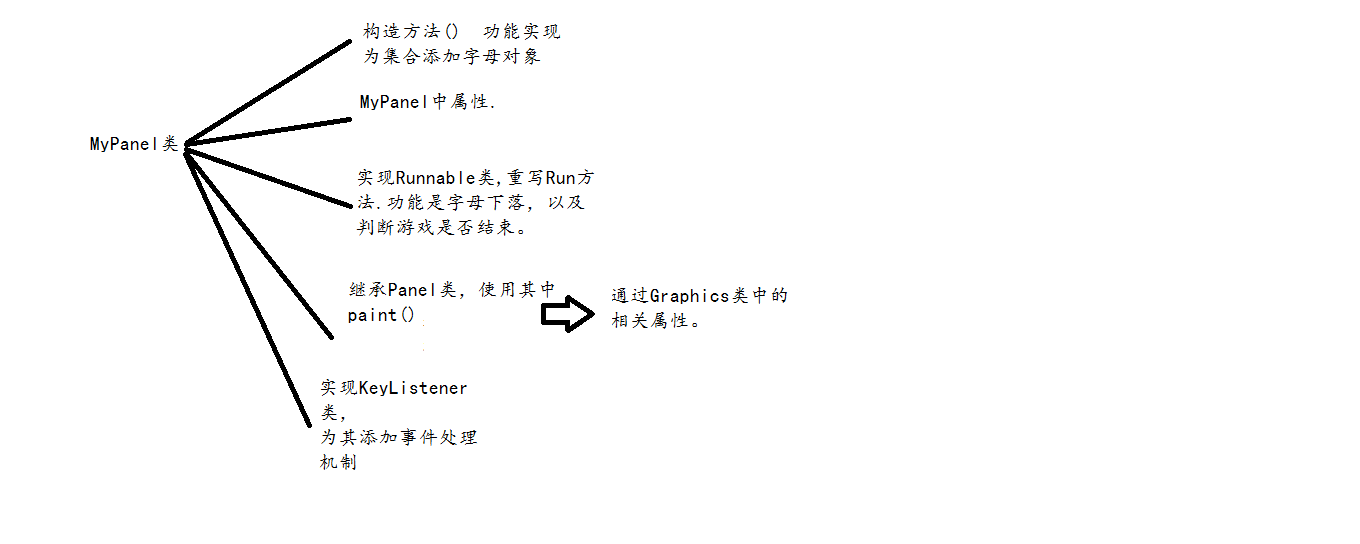 构造方法()  功能实现
为集合添加字母对象
MyPanel中属性.
MyPanel类
实现Runnable类,重写Run方
法.功能是字母下落，以及
判断游戏是否结束。
继承Panel类，使用其中
paint()
通过Graphics类中的
相关属性。
实现KeyListener
类，
为其添加事件处理
机制